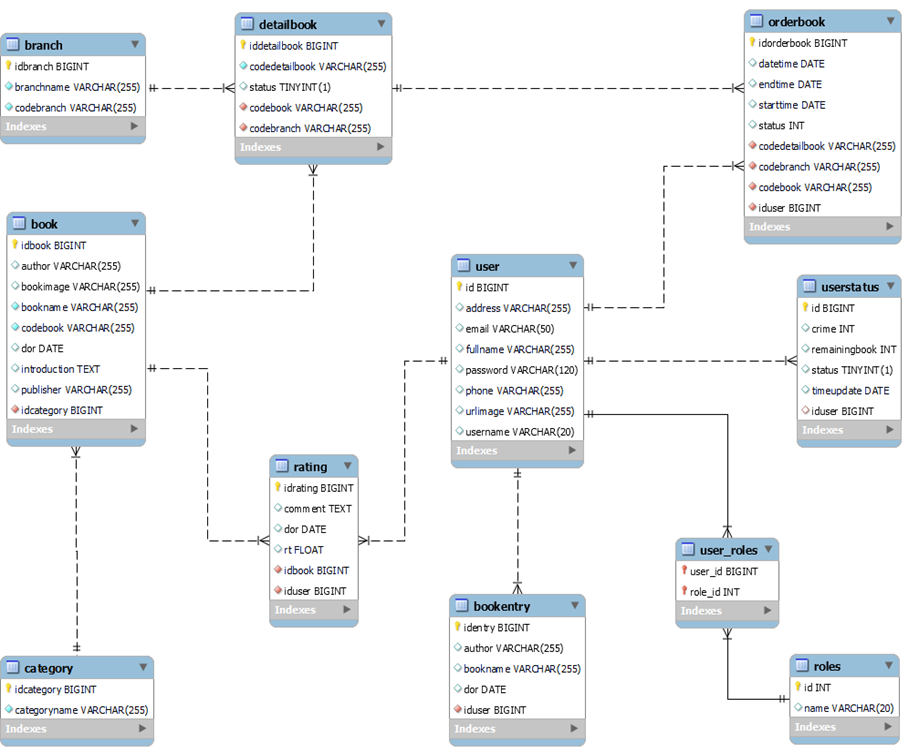 branch
idbranch BIGINT
branchname VARCHAR(255)
codebranch VARCHAR(255)
Indexes
detailbook
iddetailbook BIGINT
codedetailbook VARCHAR(255)
status TINYINT(1)
codebook VARCHAR(255)
codebranch VARCHAR(255)
Indexes
orderbook
idorderbook BIGINT
datetime DATE
endtime DATE
starttime DATE
status INT
codedetailbook VARCHAR(255)
codebranch VARCHAR(255)
codebook VARCHAR(255)
iduser BIGINT
Indexes
book
idbook BIGINT
author VARCHAR(255)
bookimage VARCHAR(255)
bookname VARCHAR(255)
codebook VARCHAR(255)
dor DATE
introduction TEXT
publisher VARCHAR(255)
idcategory BIGINT
Indexes
user
id BIGINT
address VARCHAR(255)
email VARCHAR(50)
fullname VARCHAR(255)
password VARCHAR(120)
phone VARCHAR(255)
urlimage VARCHAR(255)
username VARCHAR(20)
Indexes
userstatus
id BIGINT
crime INT
remainingbook INT
status TINYINT(1)
timeupdate DATE
iduser BIGINT
Indexes
rating
idrating BIGINT
comment TEXT
dor DATE
rt FLOAT
idbook BIGINT
iduser BIGINT
Indexes
user_roles
user_id BIGINT
role_id INT
Indexes
bookentry
identry BIGINT
author VARCHAR(255)
bookname VARCHAR(255)
dor DATE
iduser BIGINT
Indexes
category
idcategory BIGINT
categoryname VARCHAR(255)
Indexes
roles
id INT
name VARCHAR(20)
Indexes